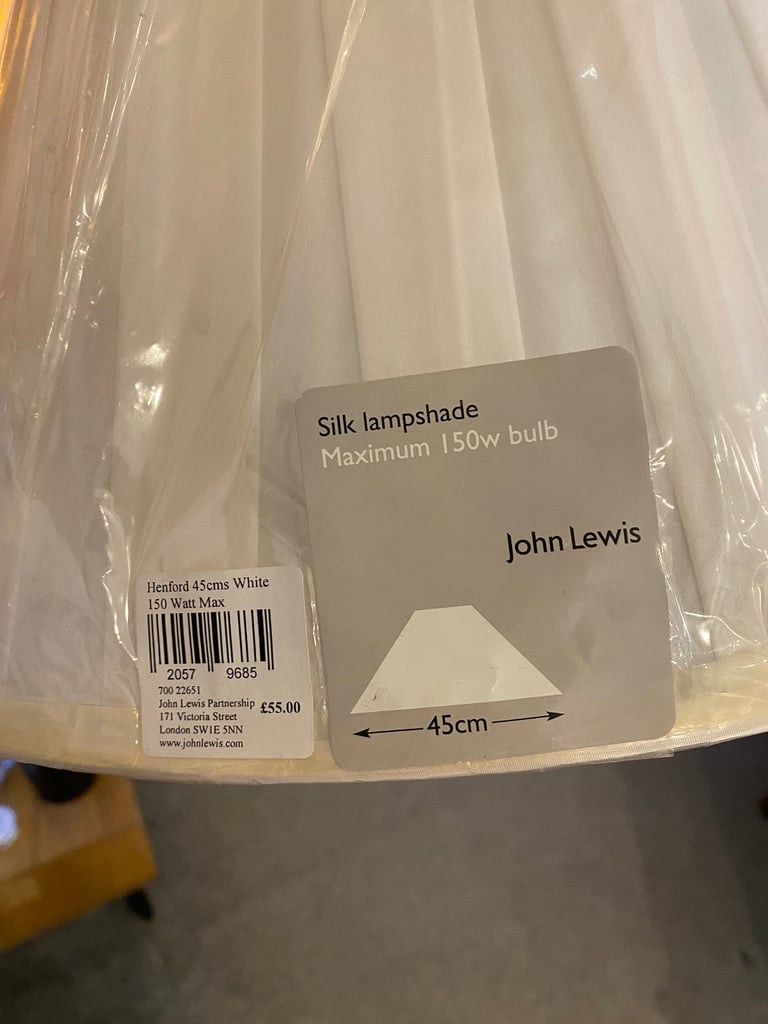 Silk lampshade
Maximum 150w bulb
John Lewis
45cm
Henford 45cms White
150 Watt Max
2057 9685
700 22651
John Lewis Partnership £55.00
171 Victoria Street
London SW1E 5NN
www.johnlewis.com